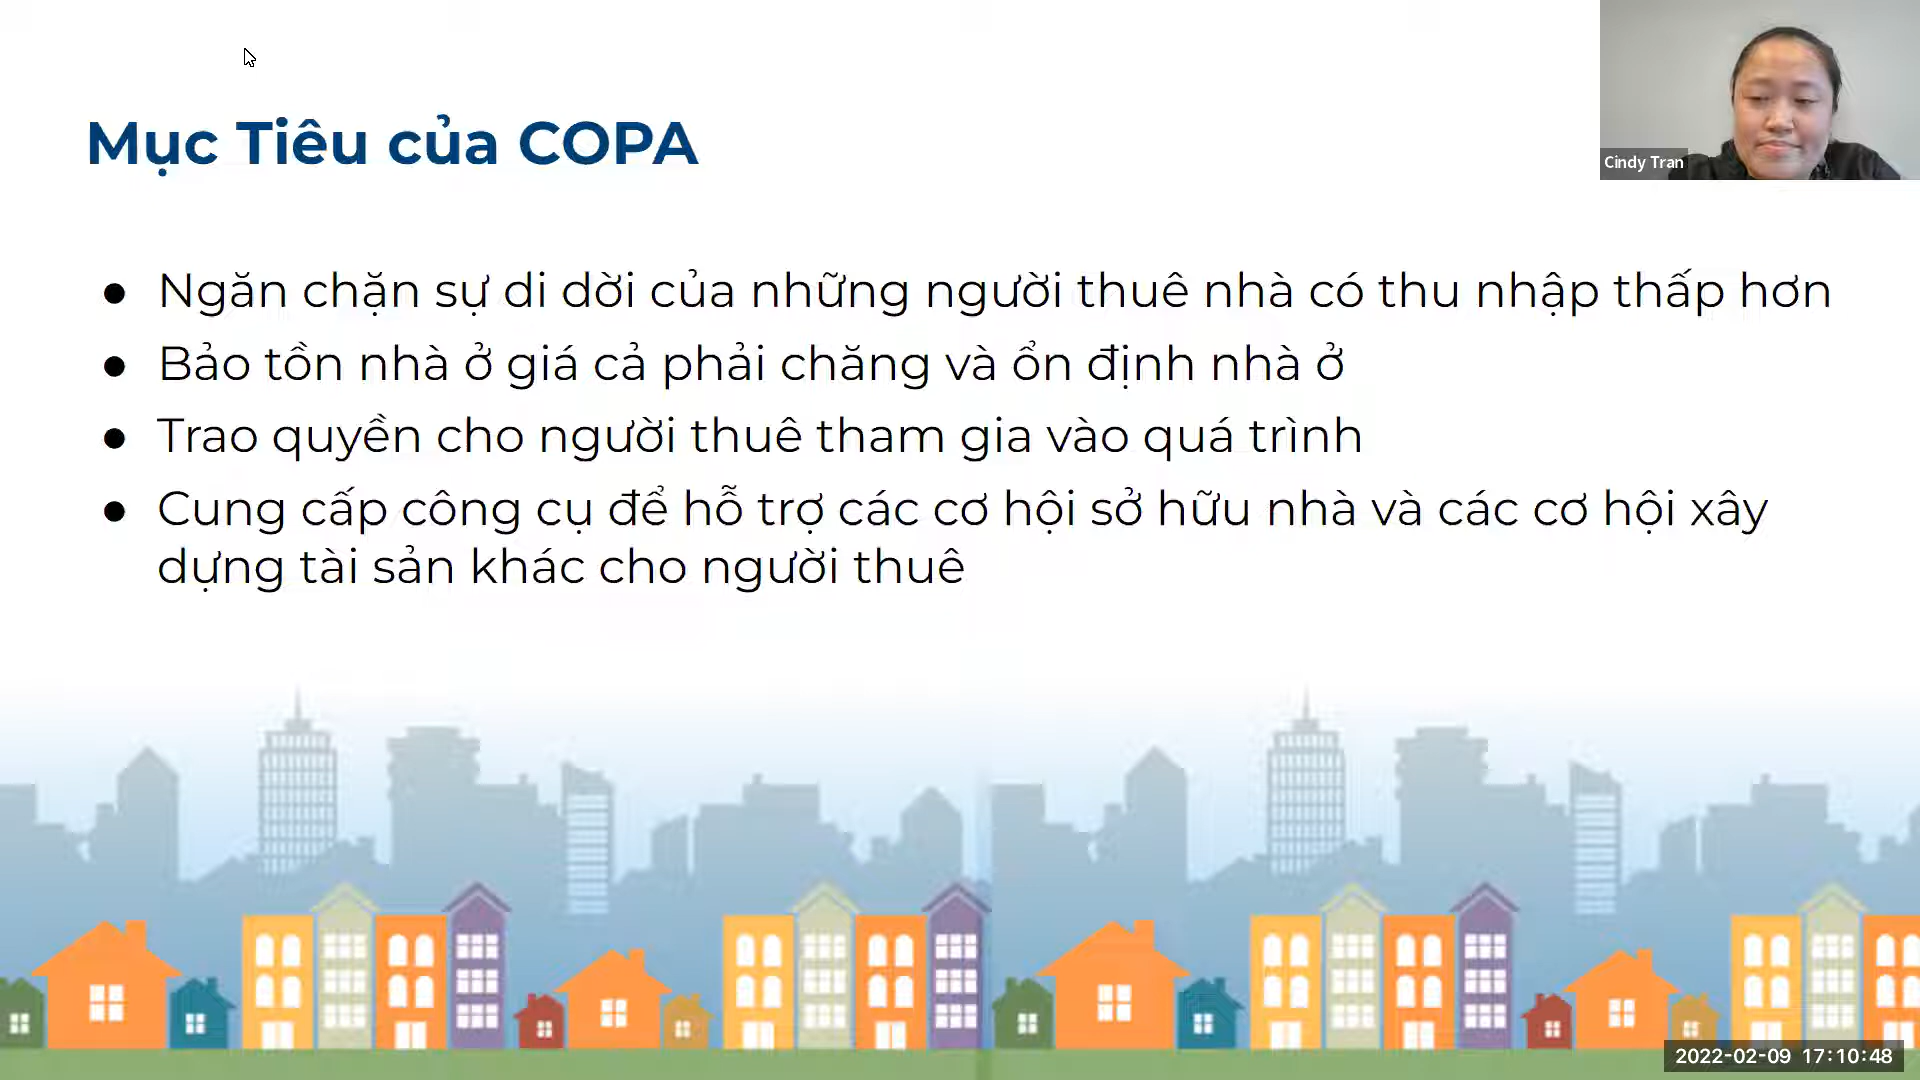 Mục Tiêu của COPA
Cindy Tran
● Ngăn chặn sự di dời của những người thuê nhà có thu nhập thấp hơn
● Bảo tồn nhà ở giá cả phải chăng và ổn định nhà ở
● Trao quyền cho người thuê tham gia vào quá trình
● Cung cấp công cụ để hỗ trợ các cơ hội sở hữu nhà và các cơ hội xây
dựng tài sản khác cho người thuê
2022-02-09 17:10:48